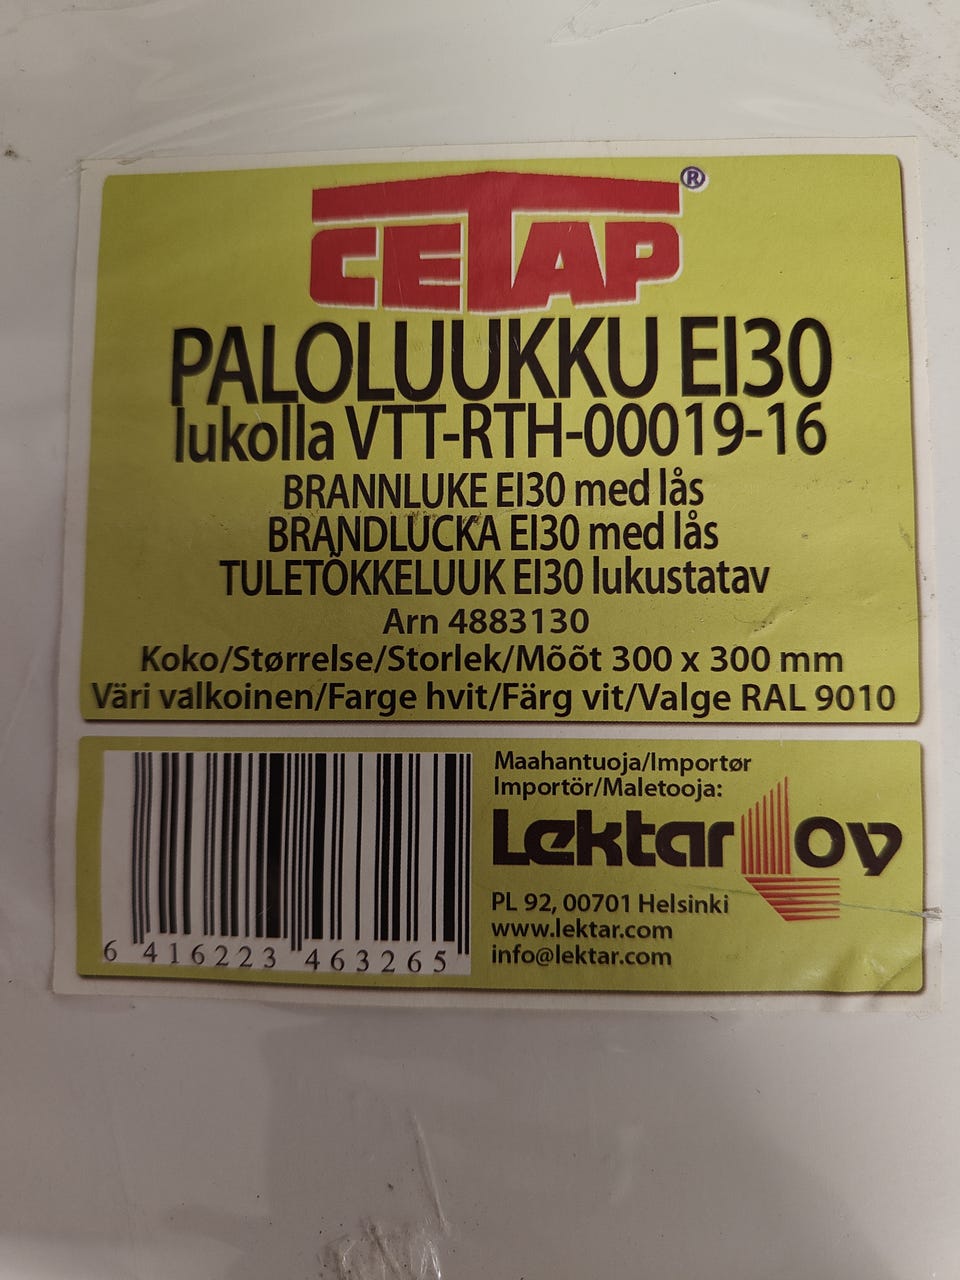 CETAP®
PALOLUUKKU EI30
lukolla VTT-RTH-00019-16
BRANNLUKE EI30 med lås
BRANDLUCKA EI30 med lås
TULETÕKKELUUK EI30 lukustatav
Arn 4883130
Koko/Størrelse/Storlek/Mõõt 300 x 300 mm
Väri valkoinen/Farge hvit/Färg vit/Valge RAL 9010
Maahantuoja/Importør
Importör/Maletooja:
Lektar Oy
PL 92, 00701 Helsinki
www.lektar.com
info@lektar.com
6 416223 463265